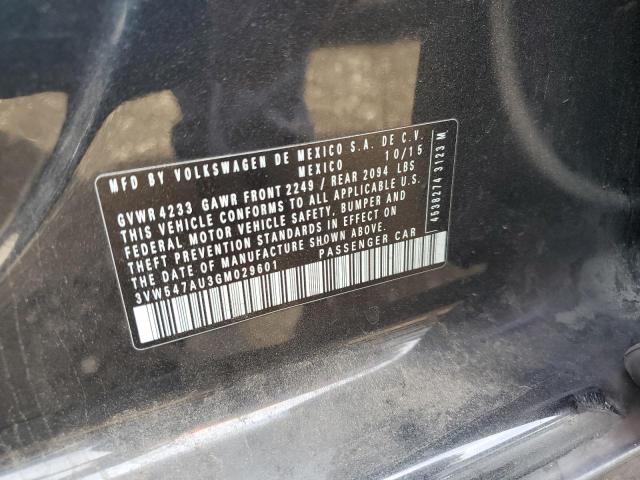 MFD BY VOLKSWAGEN DE MEXICO S.A. DE C.V.
MEXICO 10/15
GVWR 4233 GAWR FRONT 2249 / REAR 2094 LBS
THIS VEHICLE CONFORMS TO ALL APPLICABLE U.S.
FEDERAL MOTOR VEHICLE SAFETY, BUMPER AND
THEFT PREVENTION STANDARDS IN EFFECT ON
THE DATE OF MANUFACTURE SHOWN ABOVE.
3VW547AU3GM029601 PASSENGER CAR
4538274 3123 M